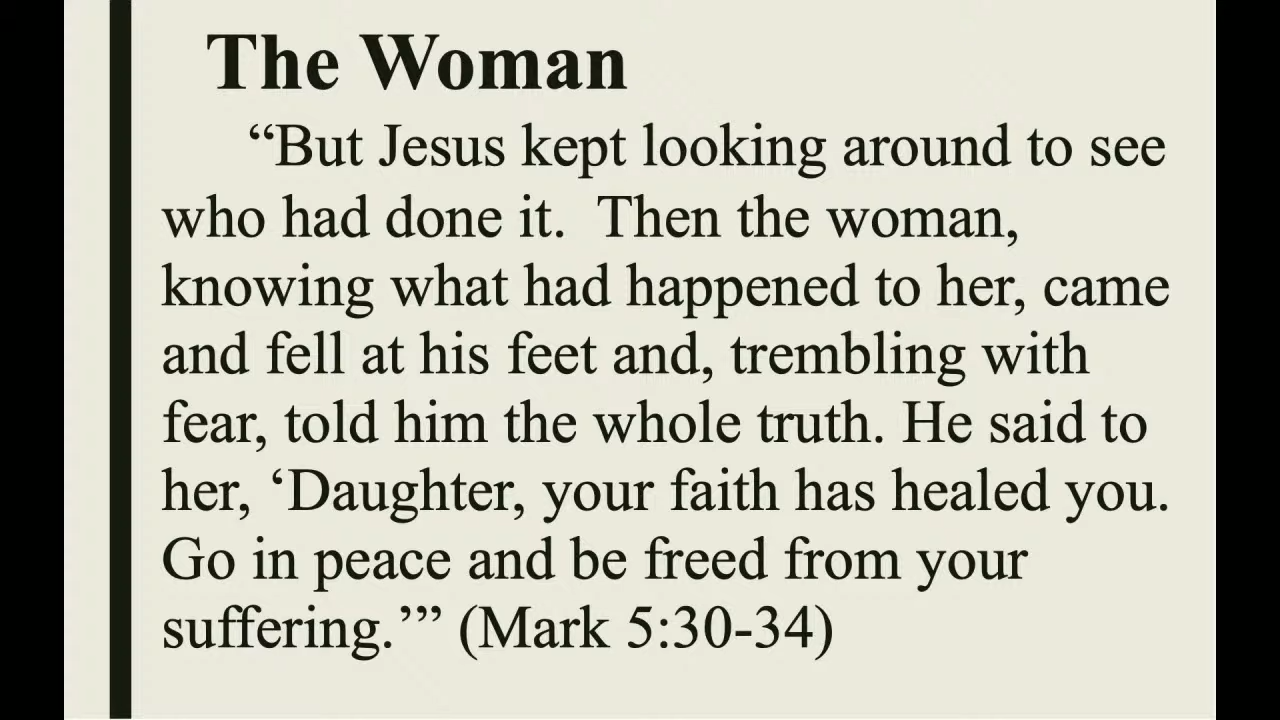 The Woman
“But Jesus kept looking around to see
who had done it.  Then the woman,
knowing what had happened to her, came
and fell at his feet and, trembling with
fear, told him the whole truth. He said to
her, ‘Daughter, your faith has healed you.
Go in peace and be freed from your
suffering.’” (Mark 5:30-34)